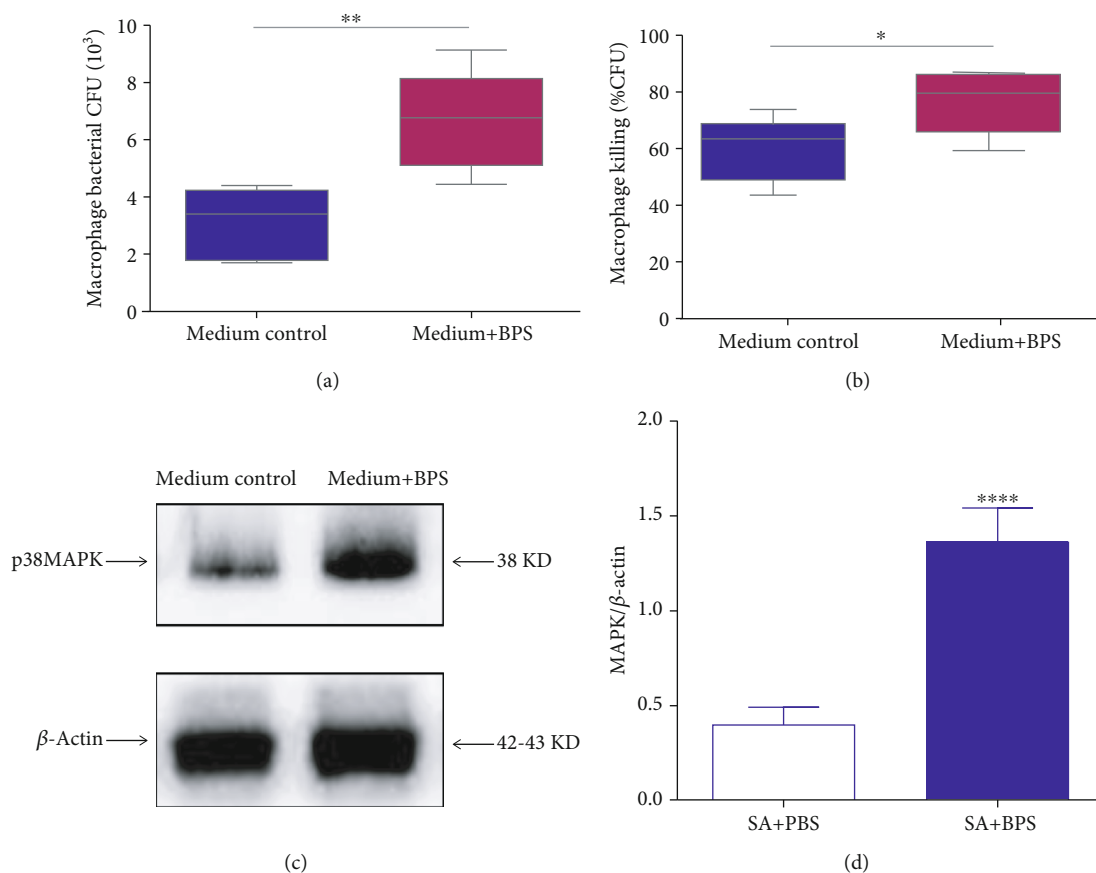 Macrophage bacterial CFU (10³)
10
8
6
4
2
0
**
Medium control
Medium+BPS
(a)
Macrophage killing (%CFU)
100
80
60
40
20
0
*
Medium control
Medium+BPS
(b)
Medium control
Medium+BPS
p38MAPK
38 KD
β-Actin
42-43 KD
(c)
MAPK/β-actin
2.0
1.5
1.0
0.5
0.0
****
SA+PBS
SA+BPS
(d)